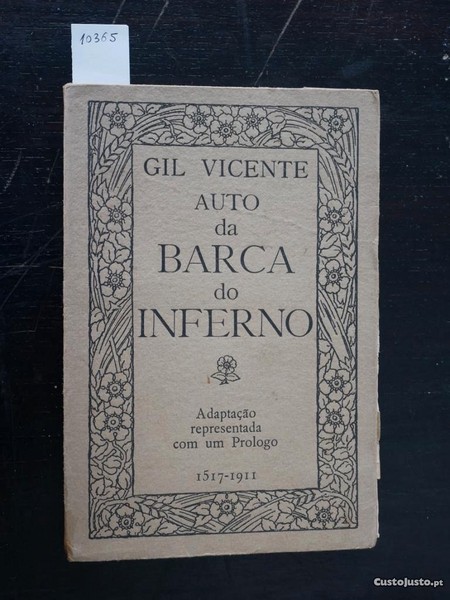 10365
GIL VICENTE
AUTO
da
BARCA
do
INFERNO
Adaptação
representada
com um Prologo
1517-1911
CustoJusto.pt